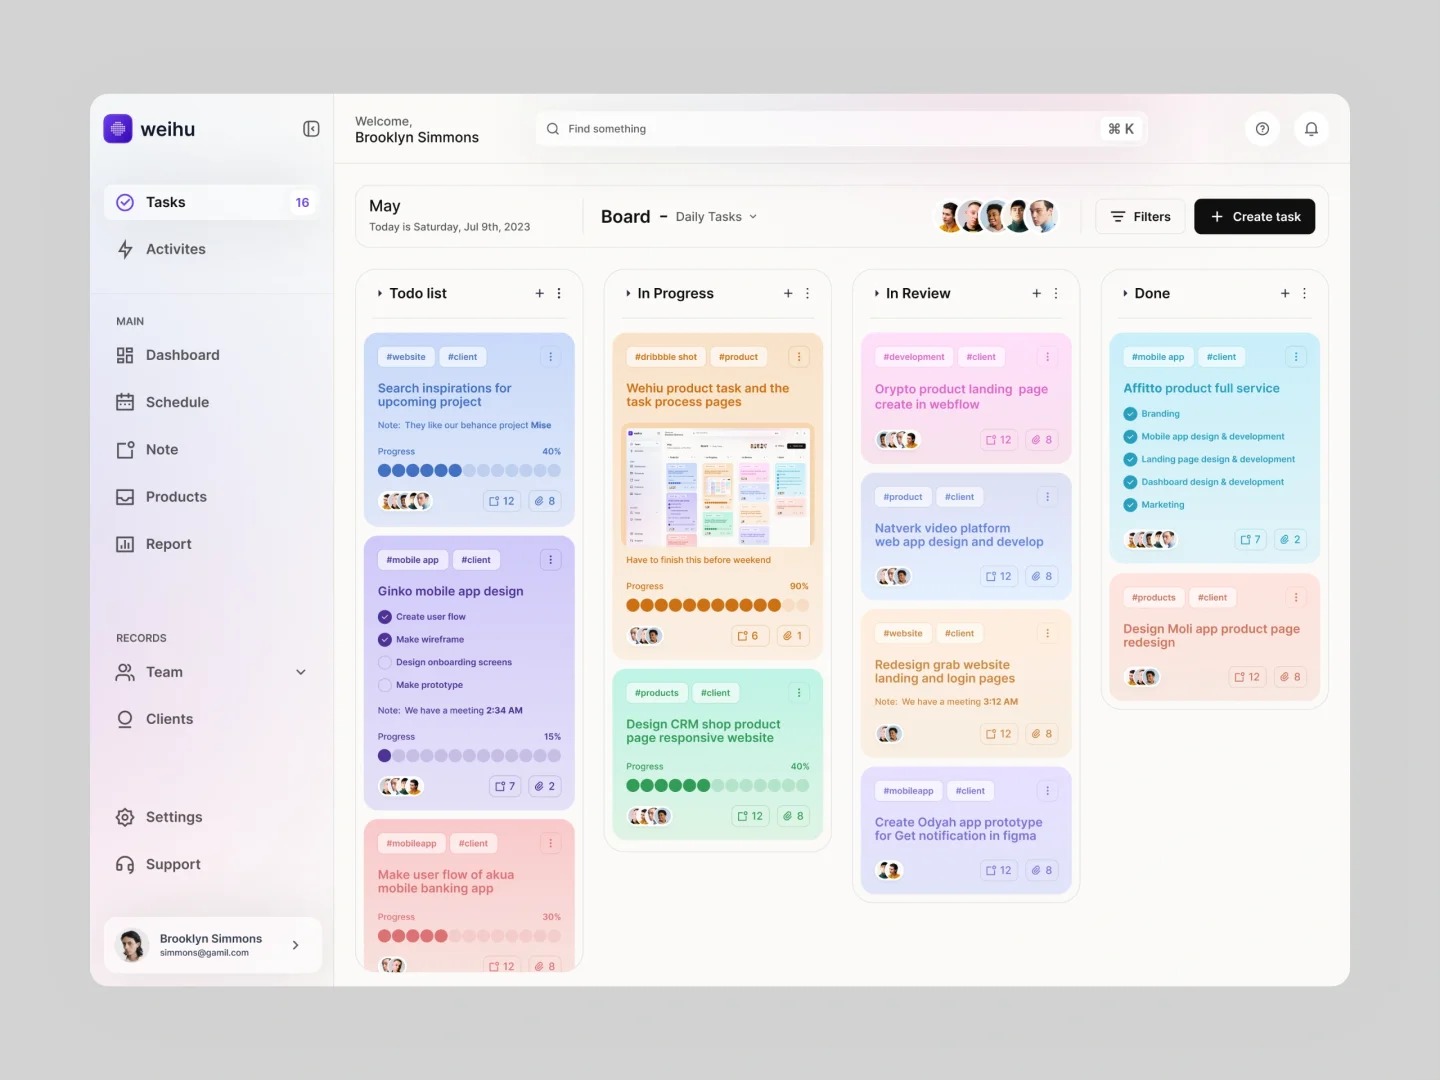 weihu
Tasks
16
Activites
MAIN
Dashboard
Schedule
Note
Products
Report
RECORDS
Team
Clients
Settings
Support
Brooklyn Simmons
simmons@gamil.com
Welcome,
Brooklyn Simmons
Find something
⌘ K
May
Today is Saturday, Jul 9th, 2023
Board – Daily Tasks
Filters
+ Create task
Todo list
#website #client
Search inspirations for
upcoming project
Note: They like our behance project Mise
Progress 40%
12 8
#mobile app #client
Ginko mobile app design
Create user flow
Make wireframe
Design onboarding screens
Make prototype
Note: We have a meeting 2:34 AM
Progress 15%
7 2
#mobileapp #client
Make user flow of akua
mobile banking app
Progress 30%
12 8
In Progress
#dribbble shot #product
Wehiu product task and the
task process pages
Have to finish this before weekend
Progress 90%
6 1
#products #client
Design CRM shop product
page responsive website
Progress 40%
12 8
In Review
#development #client
Orypto product landing page
create in webflow
12 8
#product #client
Natverk video platform
web app design and develop
12 8
#website #client
Redesign grab website
landing and login pages
Note: We have a meeting 3:12 AM
12 8
#mobileapp #client
Create Odyah app prototype
for Get notification in figma
12 8
Done
#mobile app #client
Affitto product full service
Branding
Mobile app design & development
Landing page design & development
Dashboard design & development
Marketing
7 2
#products #client
Design Moli app product page
redesign
12 8